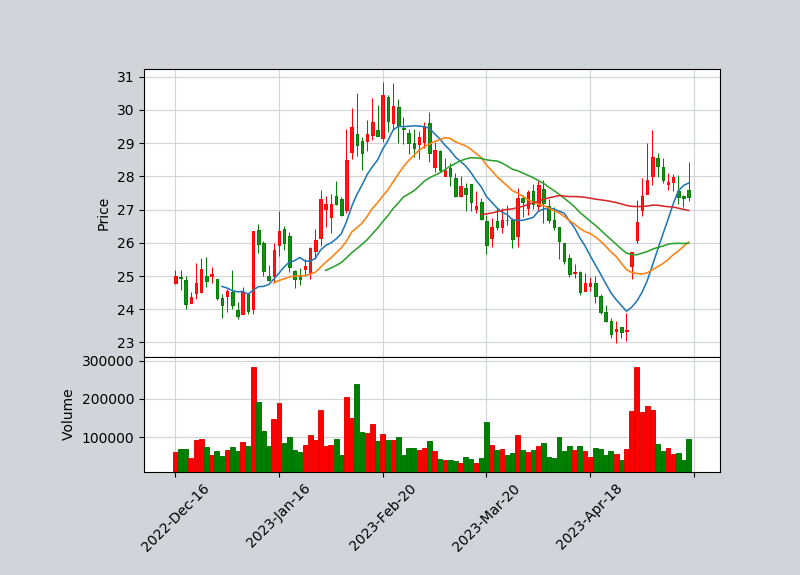 31
30
29
28
27
26
25
24
23
Price
300000
200000
100000
Volume
2022-Dec-16
2023-Jan-16
2023-Feb-20
2023-Mar-20
2023-Apr-18